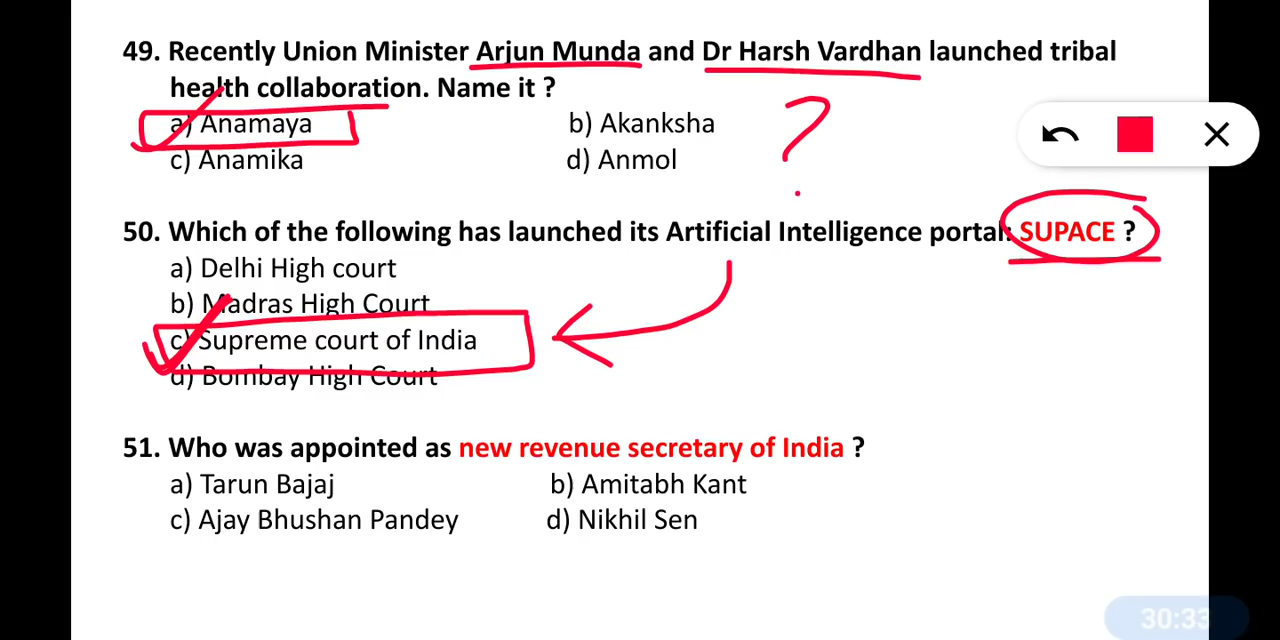 49. Recently Union Minister Arjun Munda and Dr Harsh Vardhan launched tribal
health collaboration. Name it ?
a) Anamaya b) Akanksha
c) Anamika d) Anmol
?
50. Which of the following has launched its Artificial Intelligence portal: SUPACE ?
a) Delhi High court
b) Madras High Court
c) Supreme court of India
d) Bombay High Court
51. Who was appointed as new revenue secretary of India ?
a) Tarun Bajaj b) Amitabh Kant
c) Ajay Bhushan Pandey d) Nikhil Sen
30:33